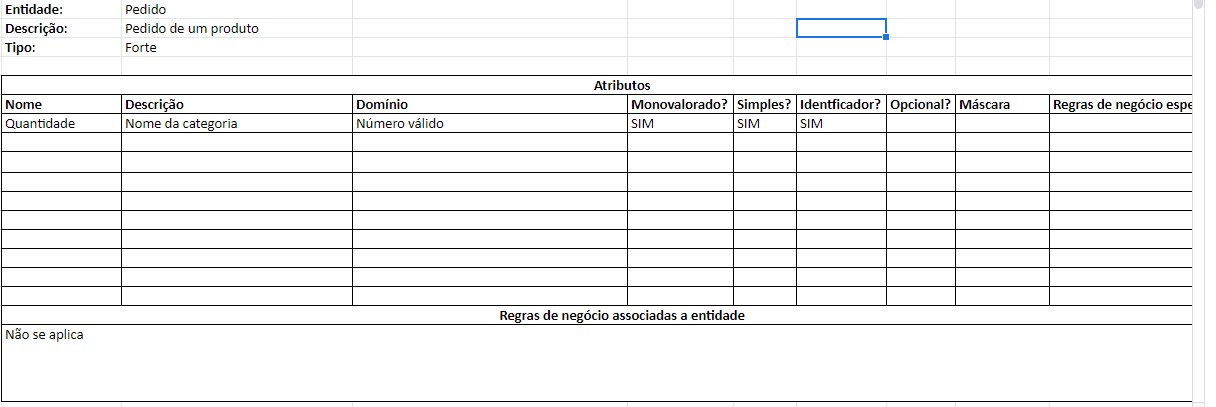 Entidade: Pedido
Descrição: Pedido de um produto
Tipo: Forte
Atributos
Nome Descrição Domínio Monovalorado? Simples? Identficador? Opcional? Máscara Regras de negócio espe
Quantidade Nome da categoria Número válido SIM SIM SIM
Regras de negócio associadas a entidade
Não se aplica